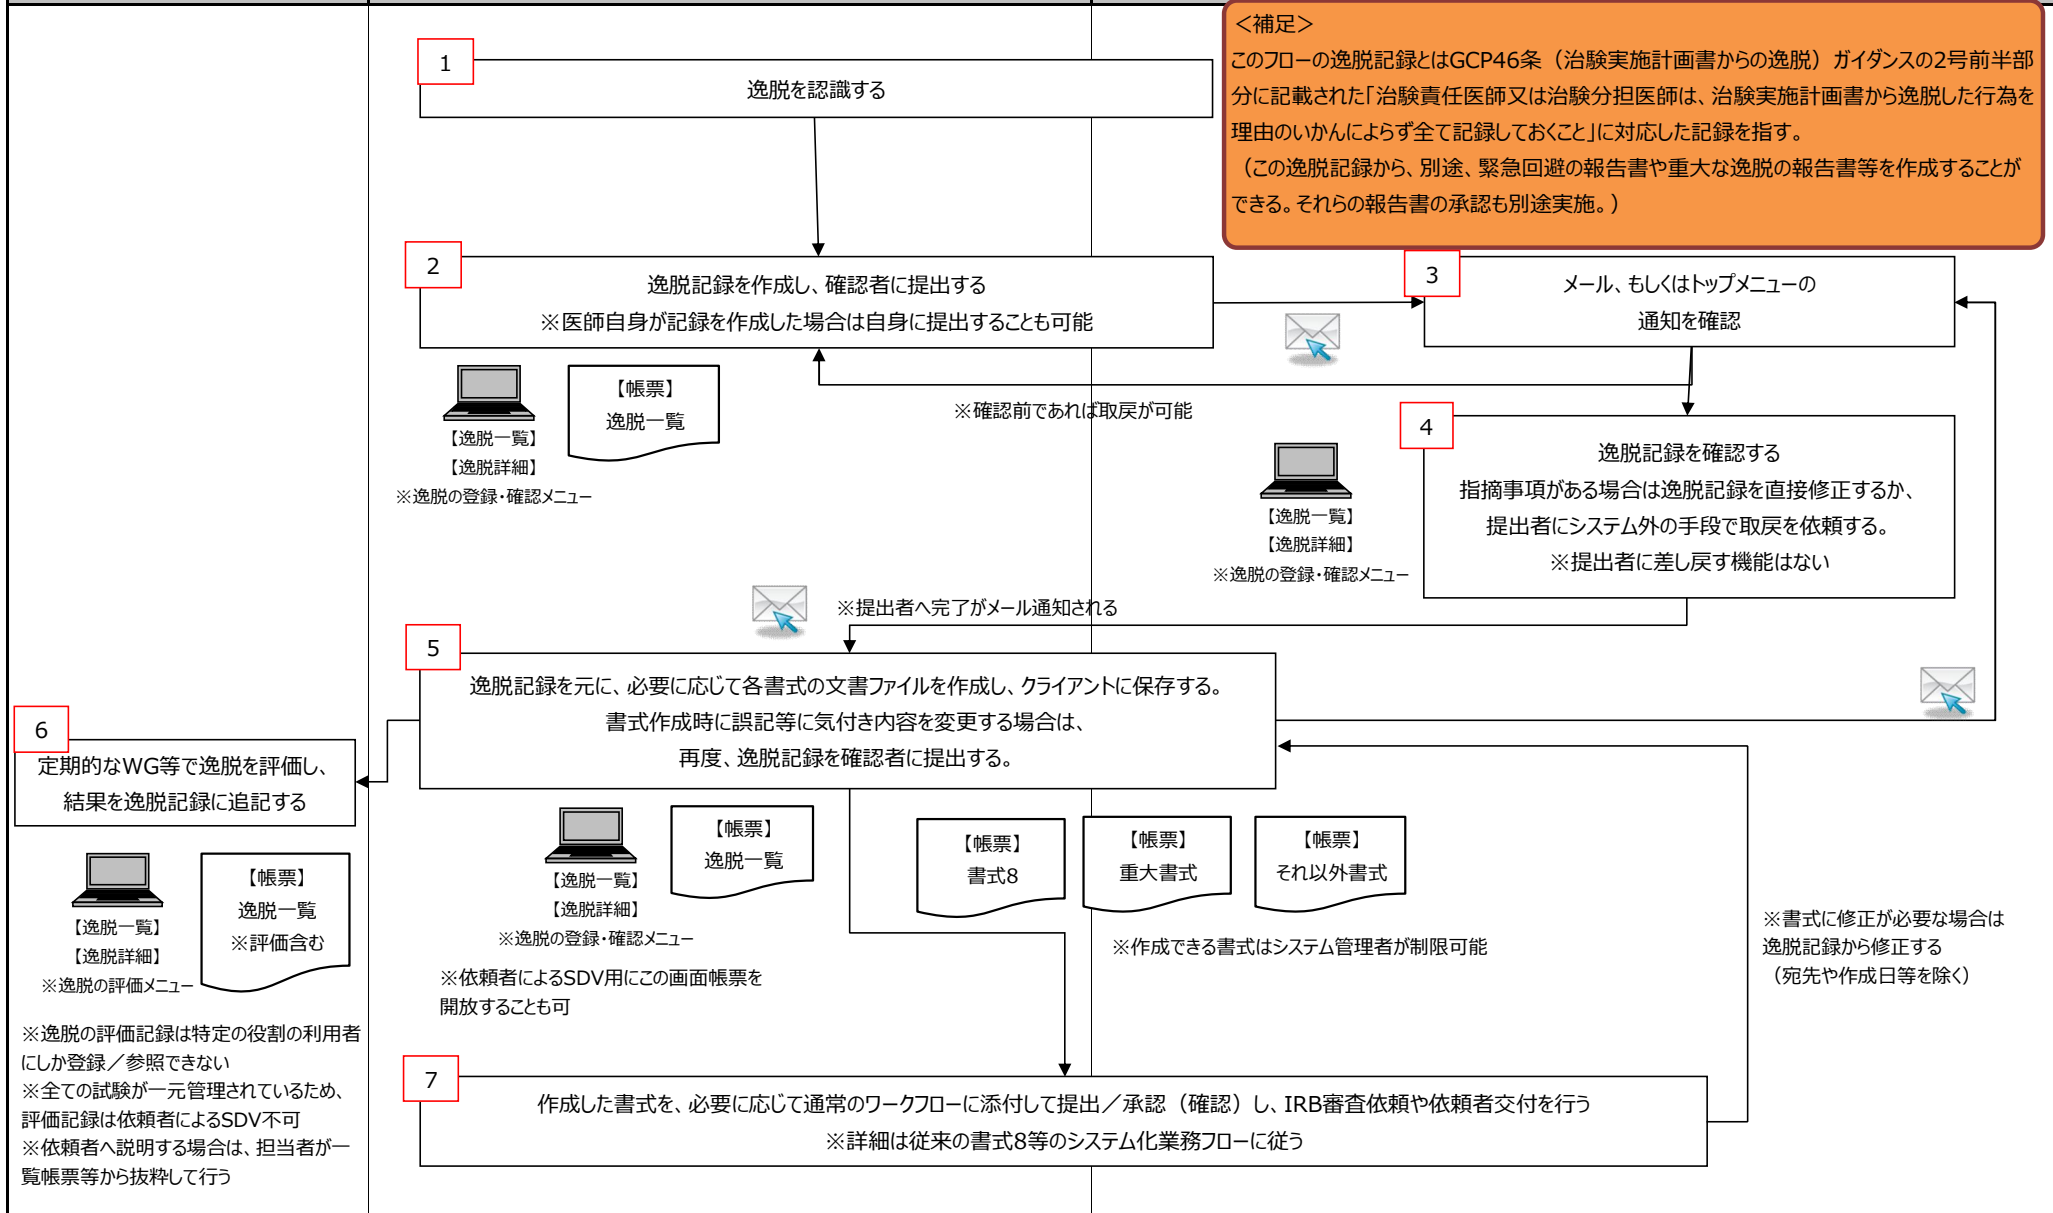 ＜補足＞
このフローの逸脱記録とはGCP46条（治験実施計画書からの逸脱）ガイダンスの2号前半部
分に記載された「治験責任医師又は治験分担医師は、治験実施計画書から逸脱した行為を
理由のいかんによらず全て記録しておくこと」に対応した記録を指す。
（この逸脱記録から、別途、緊急回避の報告書や重大な逸脱の報告書等を作成することが
できる。それらの報告書の承認も別途実施。）
1
逸脱を認識する
2
逸脱記録を作成し、確認者に提出する
※医師自身が記録を作成した場合は自身に提出することも可能
3
メール、もしくはトップメニューの
通知を確認
【逸脱一覧】
【逸脱詳細】
※逸脱の登録・確認メニュー
【帳票】
逸脱一覧
※確認前であれば取戻が可能
4
逸脱記録を確認する
指摘事項がある場合は逸脱記録を直接修正するか、
提出者にシステム外の手段で取戻を依頼する。
※提出者に差し戻す機能はない
【逸脱一覧】
【逸脱詳細】
※逸脱の登録・確認メニュー
※提出者へ完了がメール通知される
5
逸脱記録を元に、必要に応じて各書式の文書ファイルを作成し、クライアントに保存する。
書式作成時に誤記等に気付き内容を変更する場合は、
再度、逸脱記録を確認者に提出する。
6
定期的なWG等で逸脱を評価し、
結果を逸脱記録に追記する
【逸脱一覧】
【逸脱詳細】
※逸脱の評価メニュー
【帳票】
逸脱一覧
※評価含む
※逸脱の評価記録は特定の役割の利用者
にしか登録／参照できない
※全ての試験が一元管理されているため、
評価記録は依頼者によるSDV不可
※依頼者へ説明する場合は、担当者が一
覧帳票等から抜粋して行う
【逸脱一覧】
【逸脱詳細】
※逸脱の登録・確認メニュー
【帳票】
逸脱一覧
※依頼者によるSDV用にこの画面帳票を
開放することも可
【帳票】
書式8
【帳票】
重大書式
【帳票】
それ以外書式
※作成できる書式はシステム管理者が制限可能
※書式に修正が必要な場合は
逸脱記録から修正する
（宛先や作成日等を除く）
7
作成した書式を、必要に応じて通常のワークフローに添付して提出／承認（確認）し、IRB審査依頼や依頼者交付を行う
※詳細は従来の書式8等のシステム化業務フローに従う